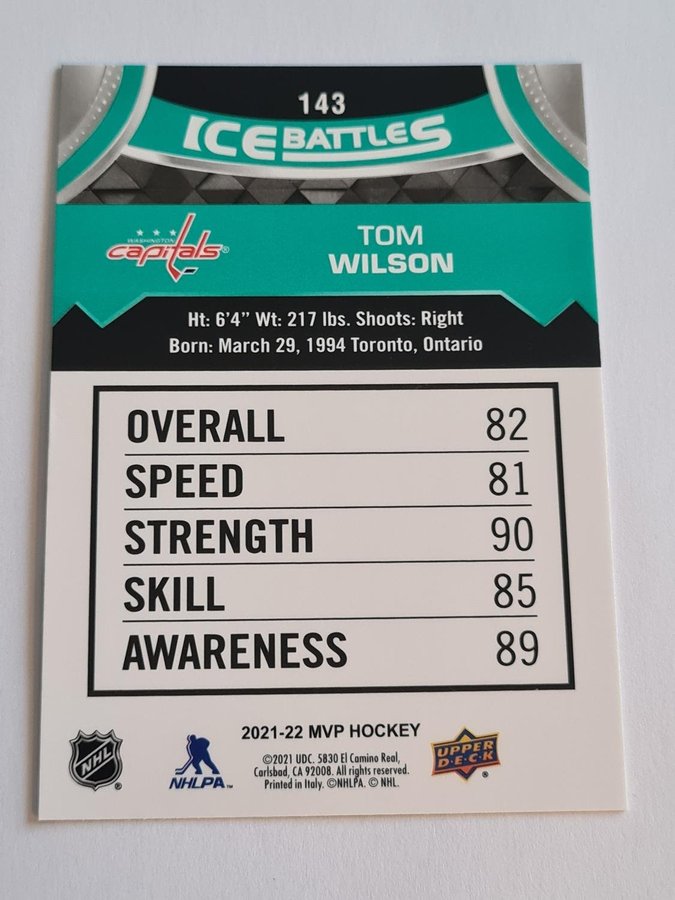 143
ICE BATTLES
WASHINGTON
capitals®
TOM
WILSON
Ht: 6'4" Wt: 217 lbs. Shoots: Right
Born: March 29, 1994 Toronto, Ontario
OVERALL 82
SPEED 81
STRENGTH 90
SKILL 85
AWARENESS 89
2021-22 MVP HOCKEY
NHL ®
NHLPA™
©2021 UDC. 5830 El Camino Real,
Carlsbad, CA 92008. All rights reserved.
Printed in Italy. ©NHLPA. © NHL.
UPPER
D·E·C·K ®